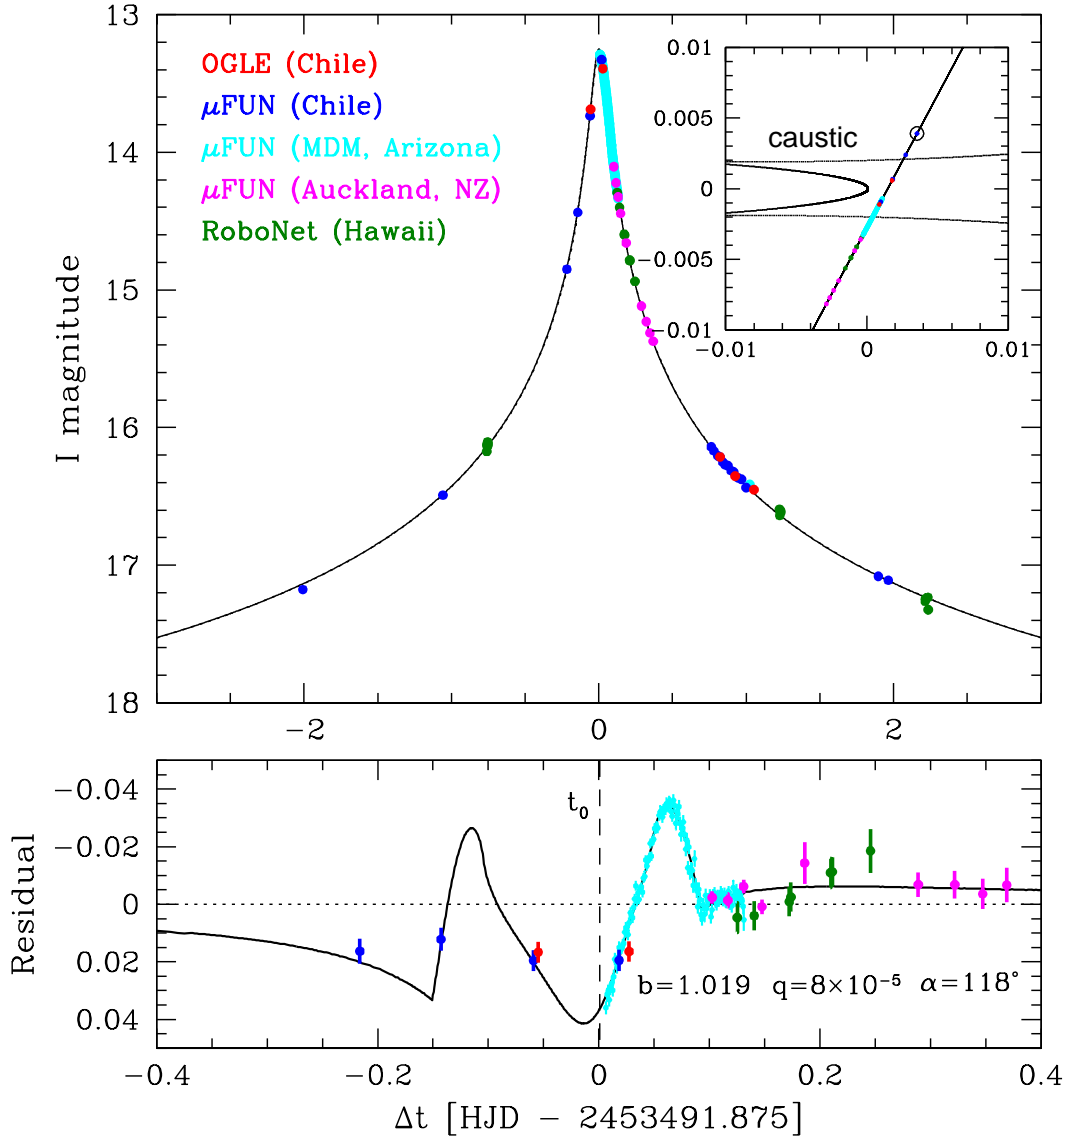 13
14
15
16
17
18
I magnitude
OGLE (Chile)
μFUN (Chile)
μFUN (MDM, Arizona)
μFUN (Auckland, NZ)
RoboNet (Hawaii)
0.01
0.005
0
−0.005
−0.01
caustic
−0.01 0 0.01
−2 0 2
−0.04
−0.02
0
0.02
0.04
Residual
t₀
b=1.019 q=8×10⁻⁵ α=118°
−0.4 −0.2 0 0.2 0.4
Δt [HJD − 2453491.875]